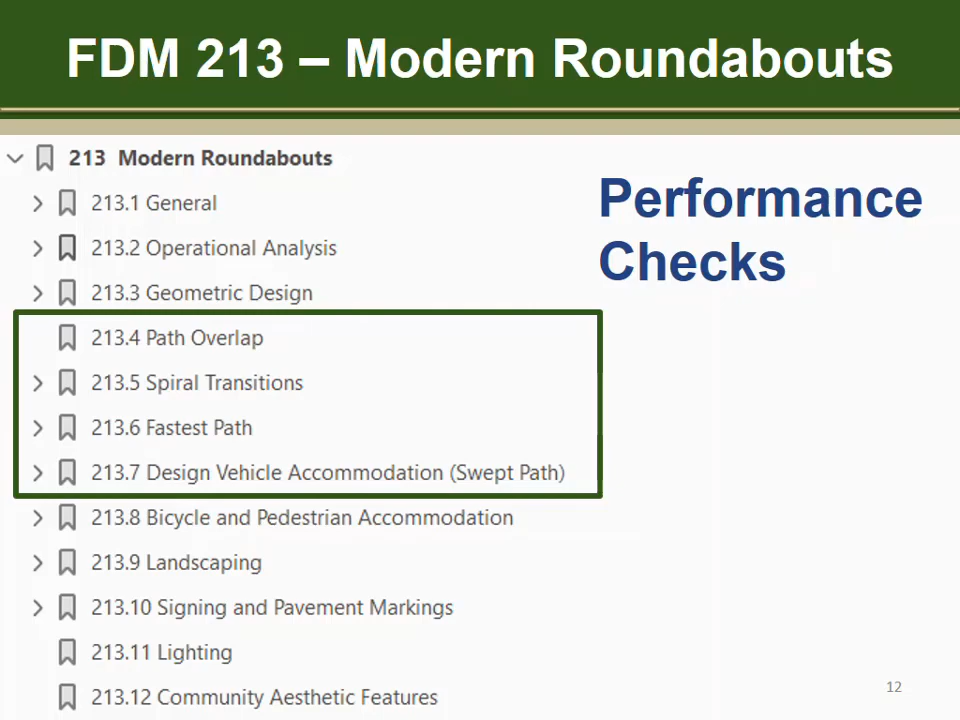 FDM 213 – Modern Roundabouts
213 Modern Roundabouts
213.1 General
213.2 Operational Analysis
213.3 Geometric Design
213.4 Path Overlap
213.5 Spiral Transitions
213.6 Fastest Path
213.7 Design Vehicle Accommodation (Swept Path)
213.8 Bicycle and Pedestrian Accommodation
213.9 Landscaping
213.10 Signing and Pavement Markings
213.11 Lighting
213.12 Community Aesthetic Features
Performance
Checks
12